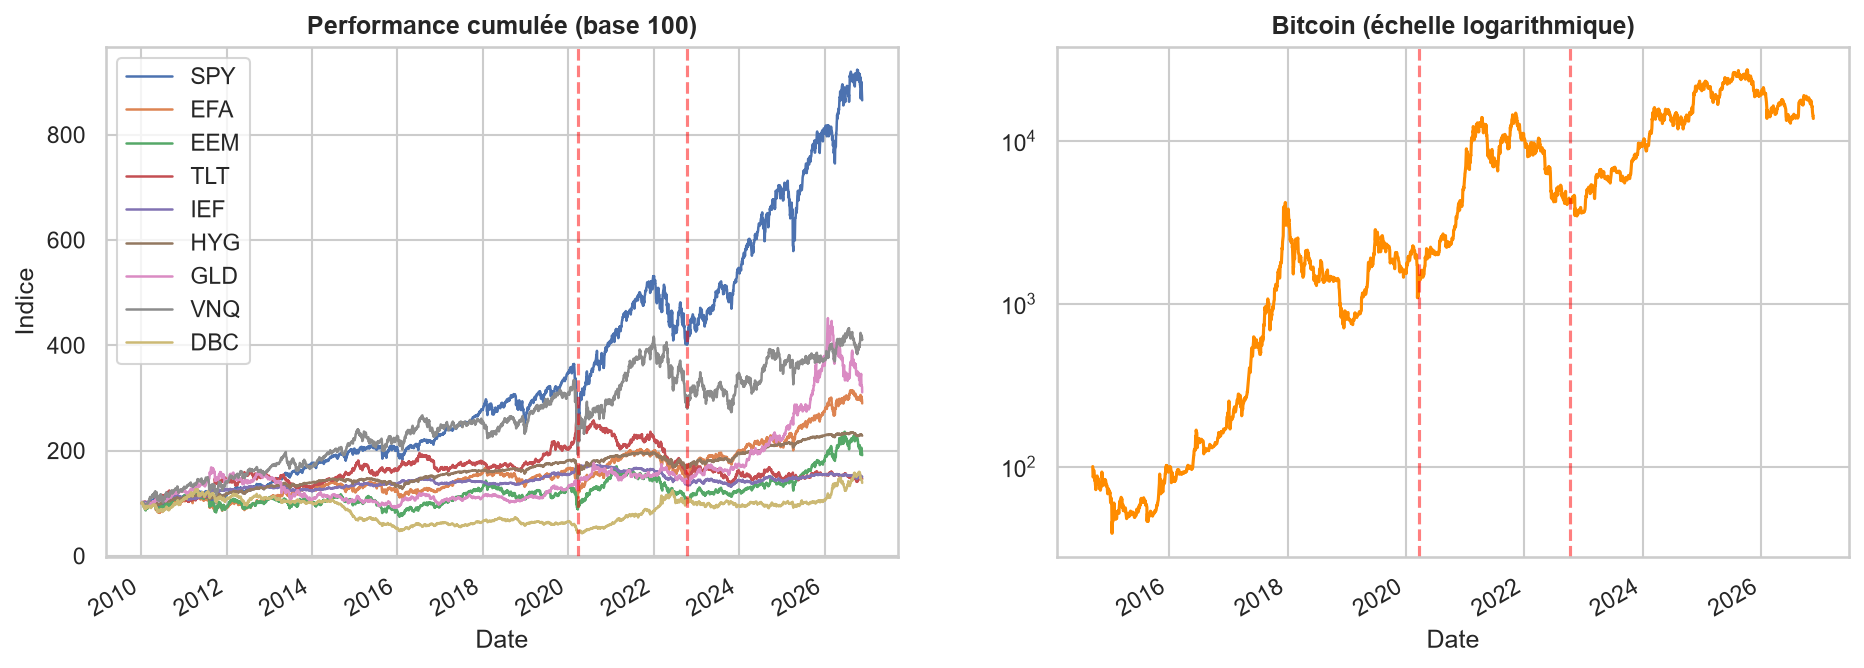 Performance cumulée (base 100)
SPY
EFA
EEM
TLT
IEF
HYG
GLD
VNQ
DBC
Indice
800
600
400
200
0
2010
2012
2014
2016
2018
2020
2022
2024
2026
Date
Bitcoin (échelle logarithmique)
10⁴
10³
10²
2016
2018
2020
2022
2024
2026
Date